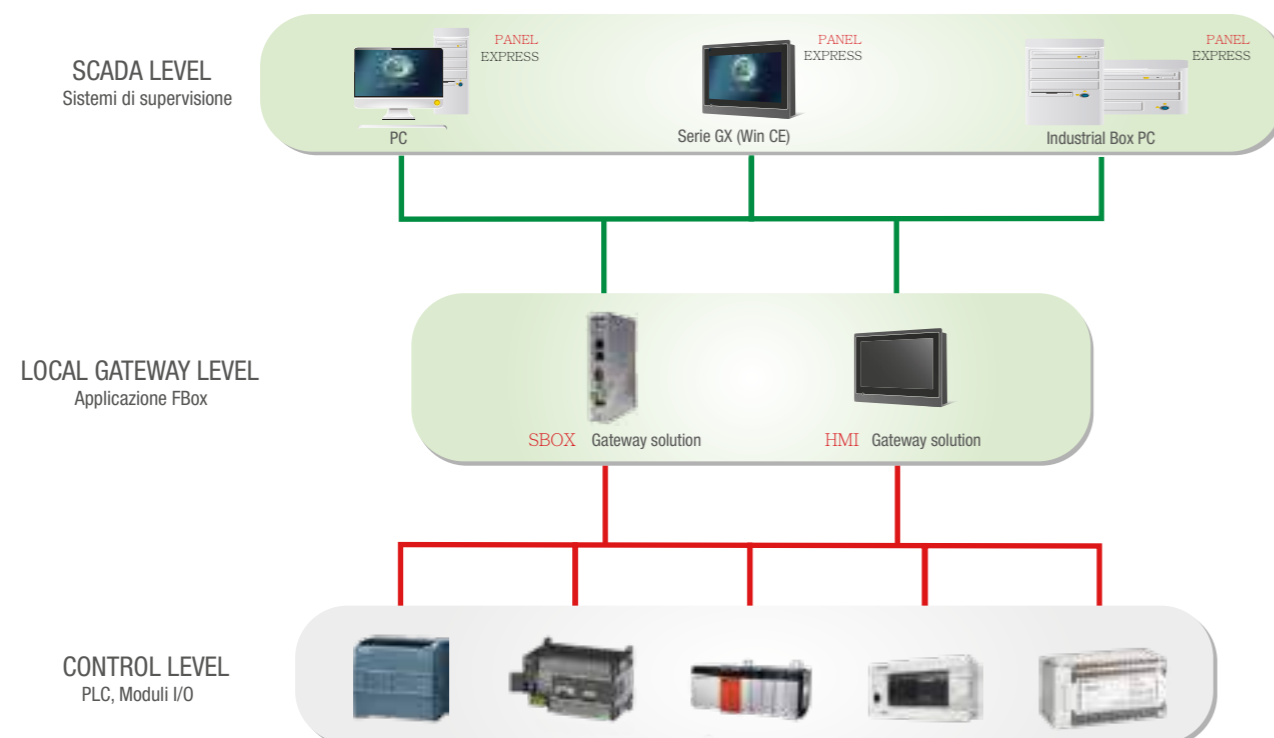 SCADA LEVEL
Sistemi di supervisione
PANEL
EXPRESS
PC
PANEL
EXPRESS
Serie GX (Win CE)
PANEL
EXPRESS
Industrial Box PC
LOCAL GATEWAY LEVEL
Applicazione FBox
SBOX Gateway solution
HMI Gateway solution
CONTROL LEVEL
PLC, Moduli I/O